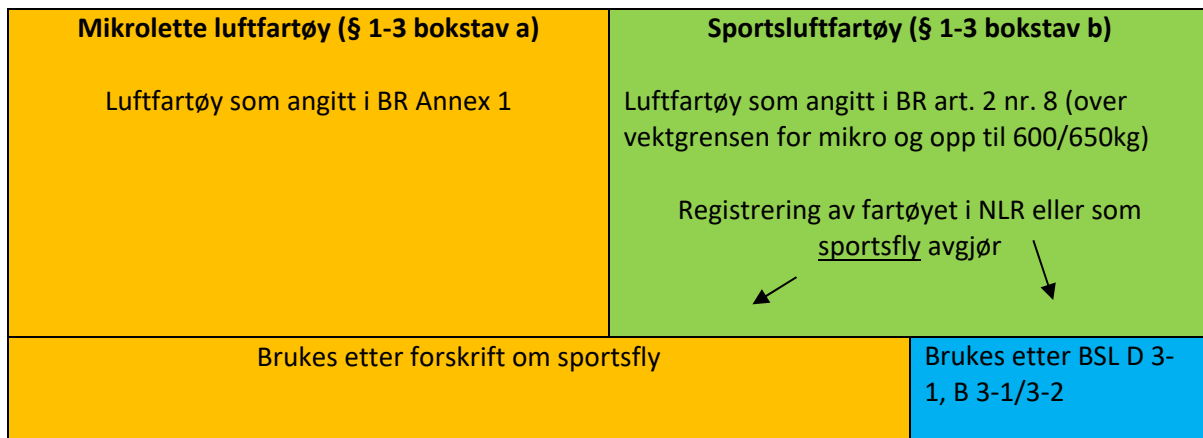 Mikrolette luftfartøy (§ 1-3 bokstav a)
Luftfartøy som angitt i BR Annex 1
Sportsluftfartøy (§ 1-3 bokstav b)
Luftfartøy som angitt i BR art. 2 nr. 8 (over
vektgrensen for mikro og opp til 600/650kg)
Registrering av fartøyet i NLR eller som
sportsfly avgjør
Brukes etter forskrift om sportsfly
Brukes etter BSL D 3-
1, B 3-1/3-2